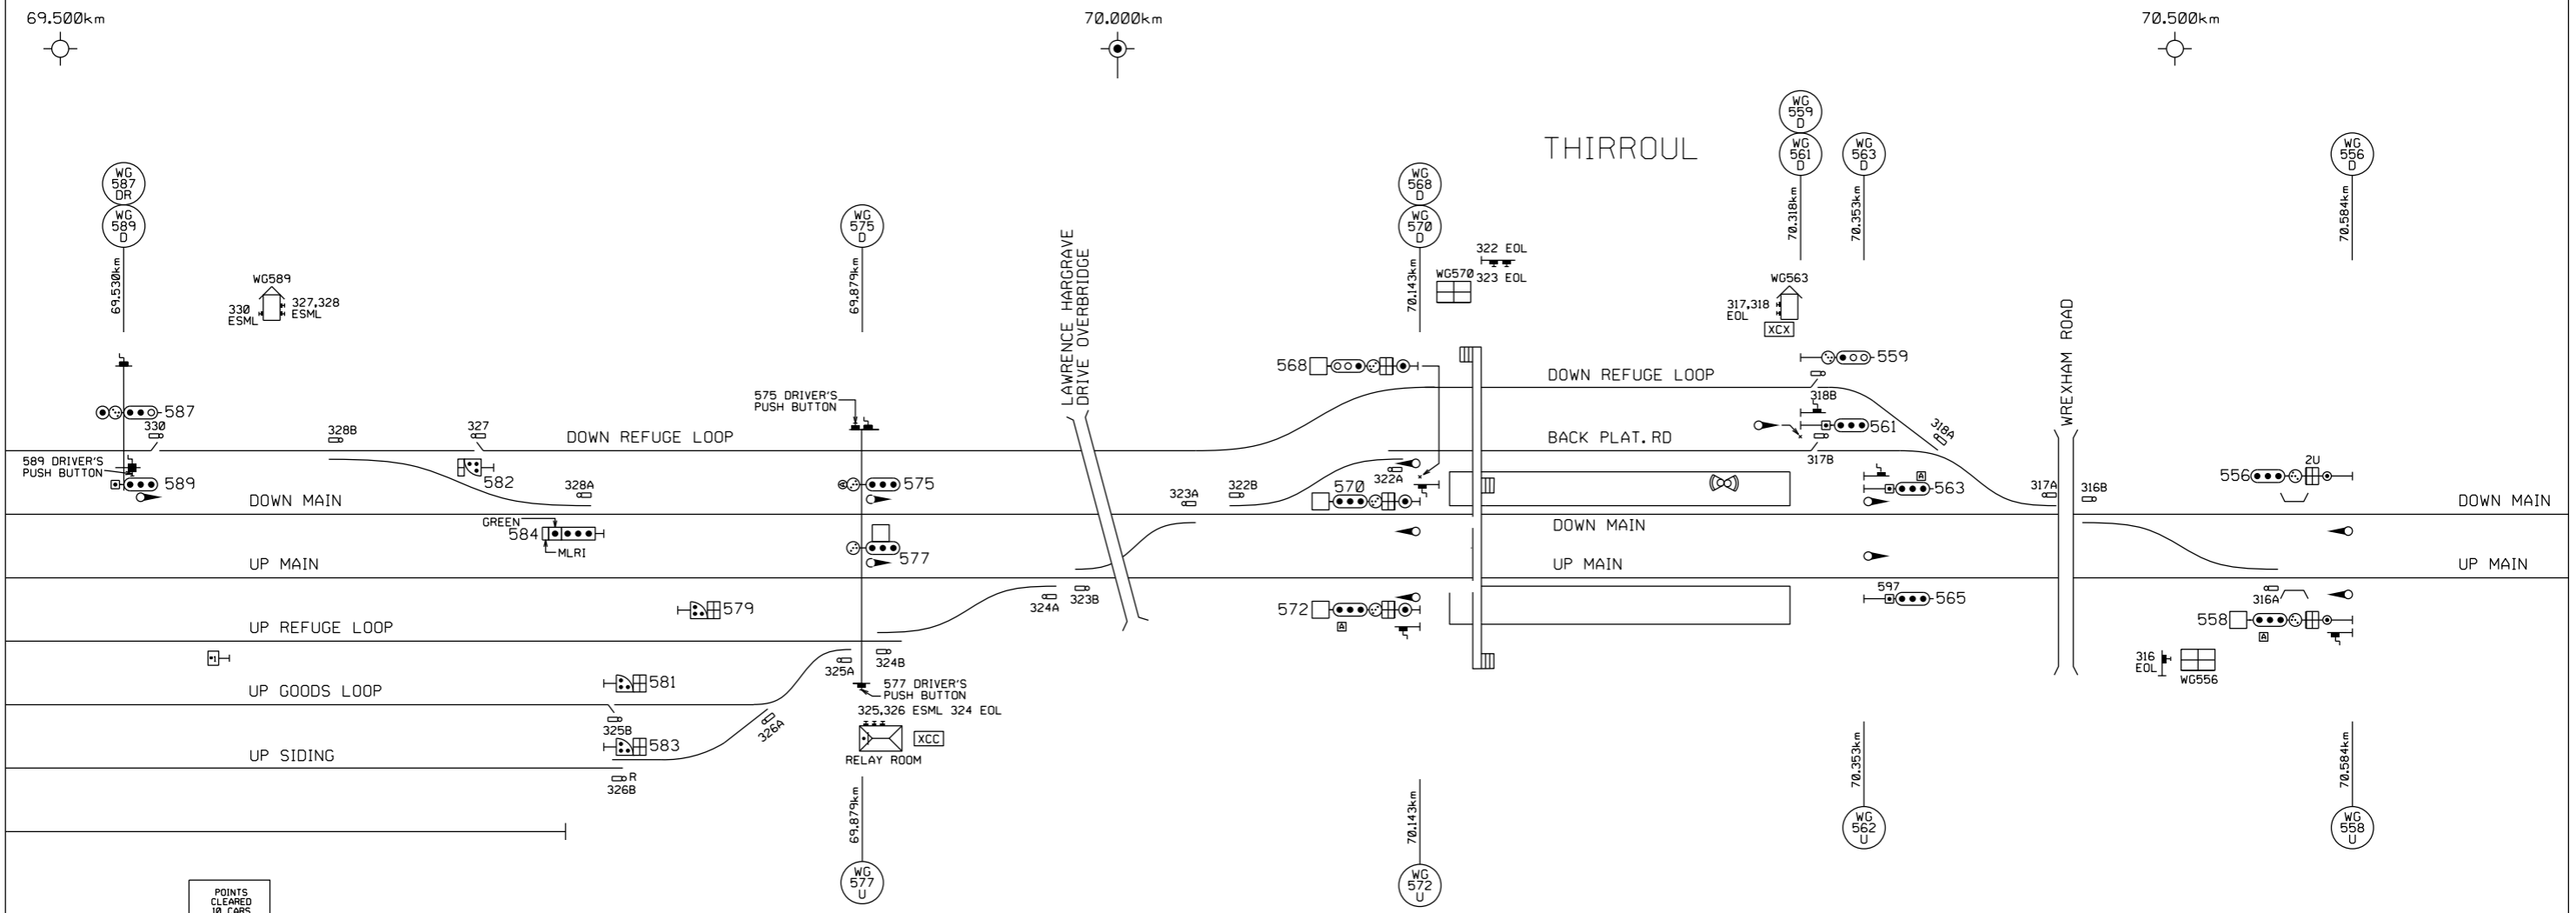 69.500km
70.000km
70.500km
THIRROUL
WG
559
D
WG
561
D
WG
563
D
WG
556
D
WG
587
DR
WG
589
D
WG
575
D
WG
568
D
WG
570
D
69.530km
69.879km
70.143km
70.318km
70.353km
70.584km
LAWRENCE HARGRAVE
DRIVE OVERBRIDGE
WREXHAM ROAD
322 EOL
323 EOL
WG570
WG589
330
ESML
327,328
ESML
WG563
317,318
EOL
XCX
568
559
DOWN REFUGE LOOP
318B
575 DRIVER'S
PUSH BUTTON
587
330
328B
327
DOWN REFUGE LOOP
BACK PLAT.RD
561
318A
317B
589 DRIVER'S
PUSH BUTTON
589
582
575
322A
A
563
2U
556
DOWN MAIN
328A
323A
322B
570
317A
316B
DOWN MAIN
GREEN
584
MLRI
577
DOWN MAIN
UP MAIN
UP MAIN
UP MAIN
579
324A
323B
572
A
597
565
316A
558
A
UP REFUGE LOOP
325A
324B
316
EOL
WG556
UP GOODS LOOP
581
577 DRIVER'S
PUSH BUTTON
325,326 ESML 324 EOL
325B
326A
583
XCC
RELAY ROOM
UP SIDING
R
326B
69.879km
70.143km
70.353km
70.584km
WG
562
U
WG
558
U
WG
577
U
WG
572
U
POINTS
CLEARED
10 CARS